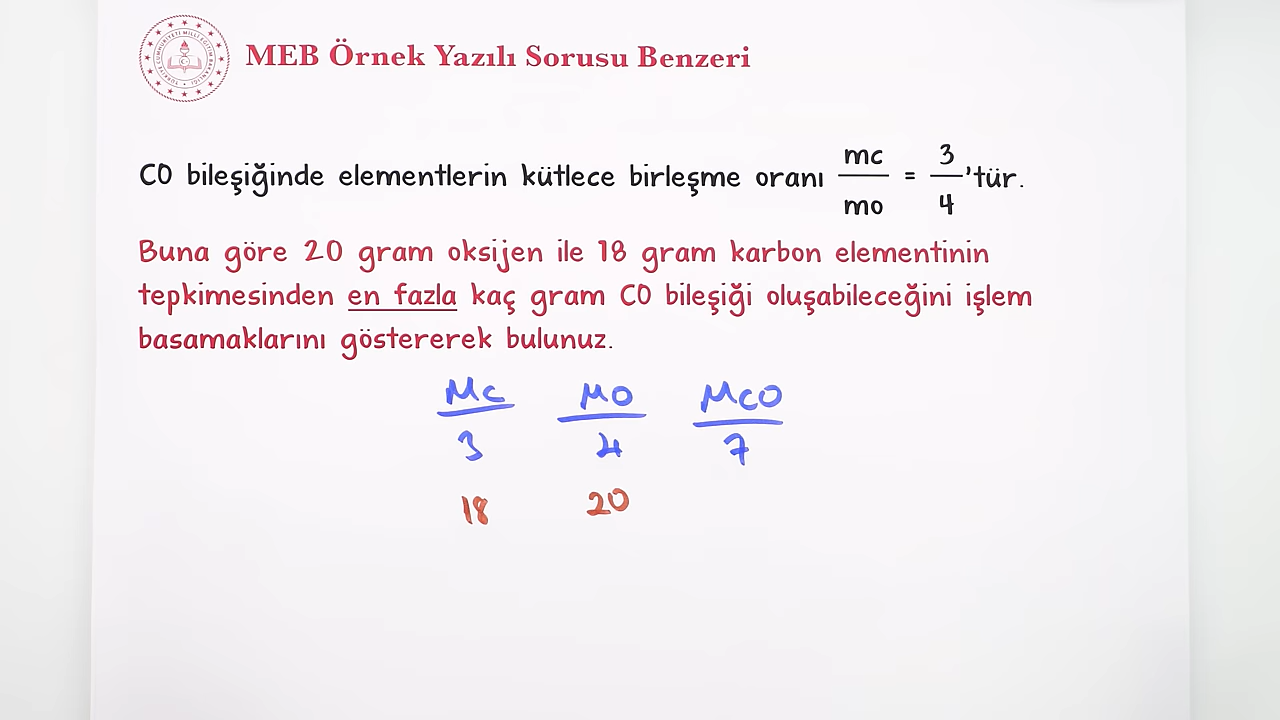 MEB Örnek Yazılı Sorusu Benzeri
CO bileşiğinde elementlerin kütlece birleşme oranı mc/mo = 3/4'tür.
Buna göre 20 gram oksijen ile 18 gram karbon elementinin
tepkimesinden en fazla kaç gram CO bileşiği oluşabileceğini işlem
basamaklarını göstererek bulunuz.
Mc Mo Mco
3 4 7
18 20